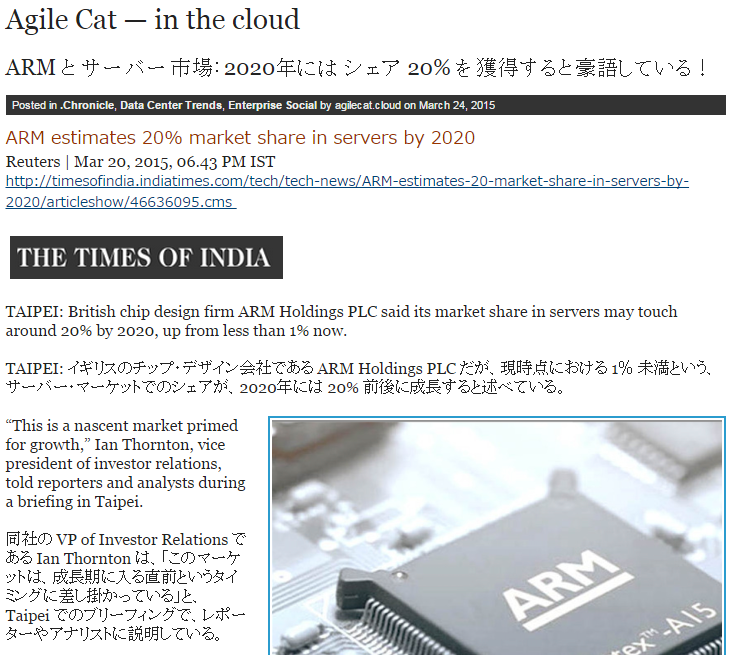 Agile Cat — in the cloud
ARM とサーバー市場：2020年には シェア 20% を獲得すると豪語している！
Posted in .Chronicle, Data Center Trends, Enterprise Social by agilecat.cloud on March 24, 2015
ARM estimates 20% market share in servers by 2020
Reuters | Mar 20, 2015, 06.43 PM IST
http://timesofindia.indiatimes.com/tech/tech-news/ARM-estimates-20-market-share-in-servers-by-
2020/articleshow/46636095.cms
THE TIMES OF INDIA
TAIPEI: British chip design firm ARM Holdings PLC said its market share in servers may touch
around 20% by 2020, up from less than 1% now.
TAIPEI: イギリスのチップ・デザイン会社である ARM Holdings PLC だが、現時点における 1% 未満という、
サーバー・マーケットでのシェアが、2020年には 20% 前後に成長すると述べている。
“This is a nascent market primed
for growth,” Ian Thornton, vice
president of investor relations,
told reporters and analysts during
a briefing in Taipei.
同社の VP of Investor Relations で
ある Ian Thornton は、「このマーケ
ットは、成長期に入る直前というタイ
ミングに差し掛かっている」と、
Taipei でのブリーフィングで、レポー
ターやアナリストに説明している。
ARM
tex™-A15